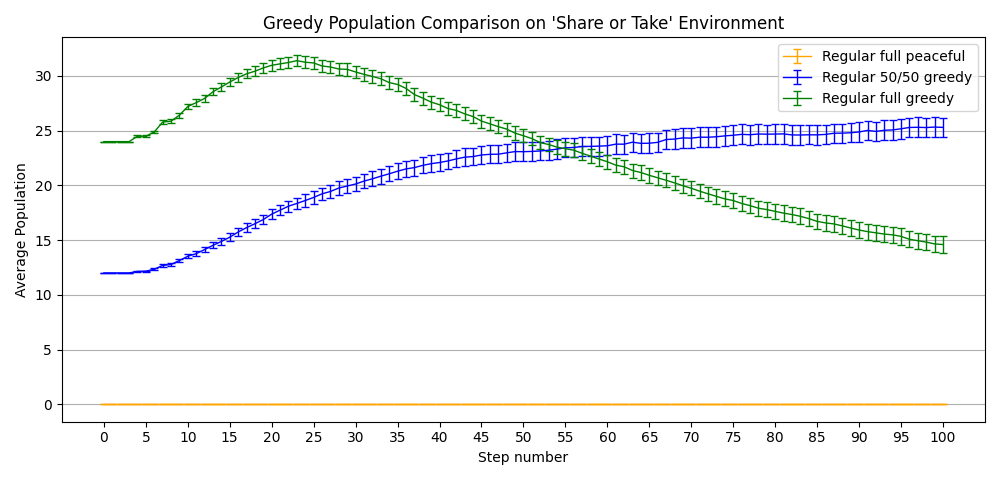 Greedy Population Comparison on 'Share or Take' Environment
Regular full peaceful
Regular 50/50 greedy
Regular full greedy
Average Population
30
25
20
15
10
5
0
0 5 10 15 20 25 30 35 40 45 50 55 60 65 70 75 80 85 90 95 100
Step number